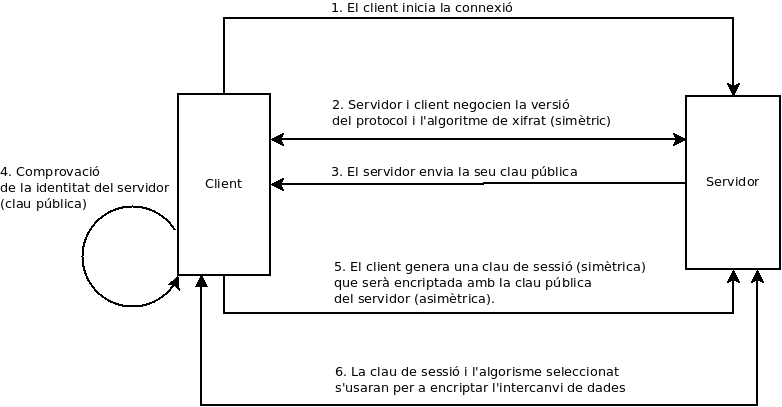 1. El client inicia la connexió
2. Servidor i client negocien la versió
del protocol i l'algoritme de xifrat (simètric)
3. El servidor envia la seu clau pública
4. Comprovació
de la identitat del servidor
(clau pública)
Client
Servidor
5. El client genera una clau de sessió (simètrica)
que serà encriptada amb la clau pública
del servidor (asimètrica).
6. La clau de sessió i l'algorisme seleccionat
s'usaran per a encriptar l'intercanvi de dades